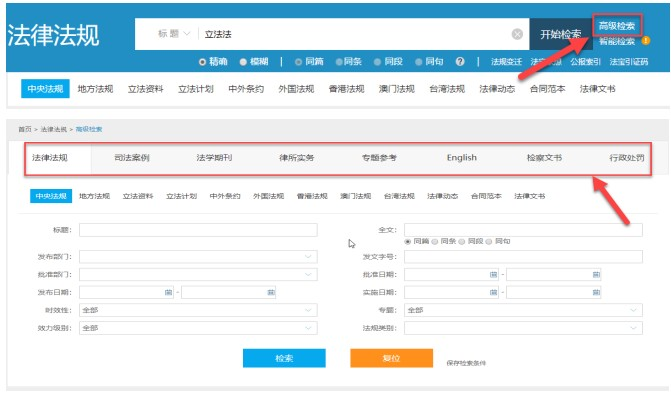 法律法规 标题 立法法 开始检索 高级检索
智能检索
精确 模糊 | 同篇 同条 同段 同句 | 法规变迁 公报索引 法宝引证码
中央法规 地方法规 立法资料 立法计划 中外条约 外国法规 香港法规 澳门法规 台湾法规 法律动态 合同范本 法律文书
首页 > 法律法规 > 高级检索
法律法规 司法案例 法学期刊 律所实务 专题参考 English 检察文书 行政处罚
中央法规 地方法规 立法资料 立法计划 中外条约 外国法规 香港法规 澳门法规 台湾法规 法律动态 合同范本 法律文书
标题: 全文:
同篇 同条 同段 同句
发布部门: 发文字号:
批准部门: 批准日期: -
发布日期: - 实施日期: -
时效性: 全部 专题: 全部
效力级别: 全部 法规类别:
检索 复位 保存检索条件